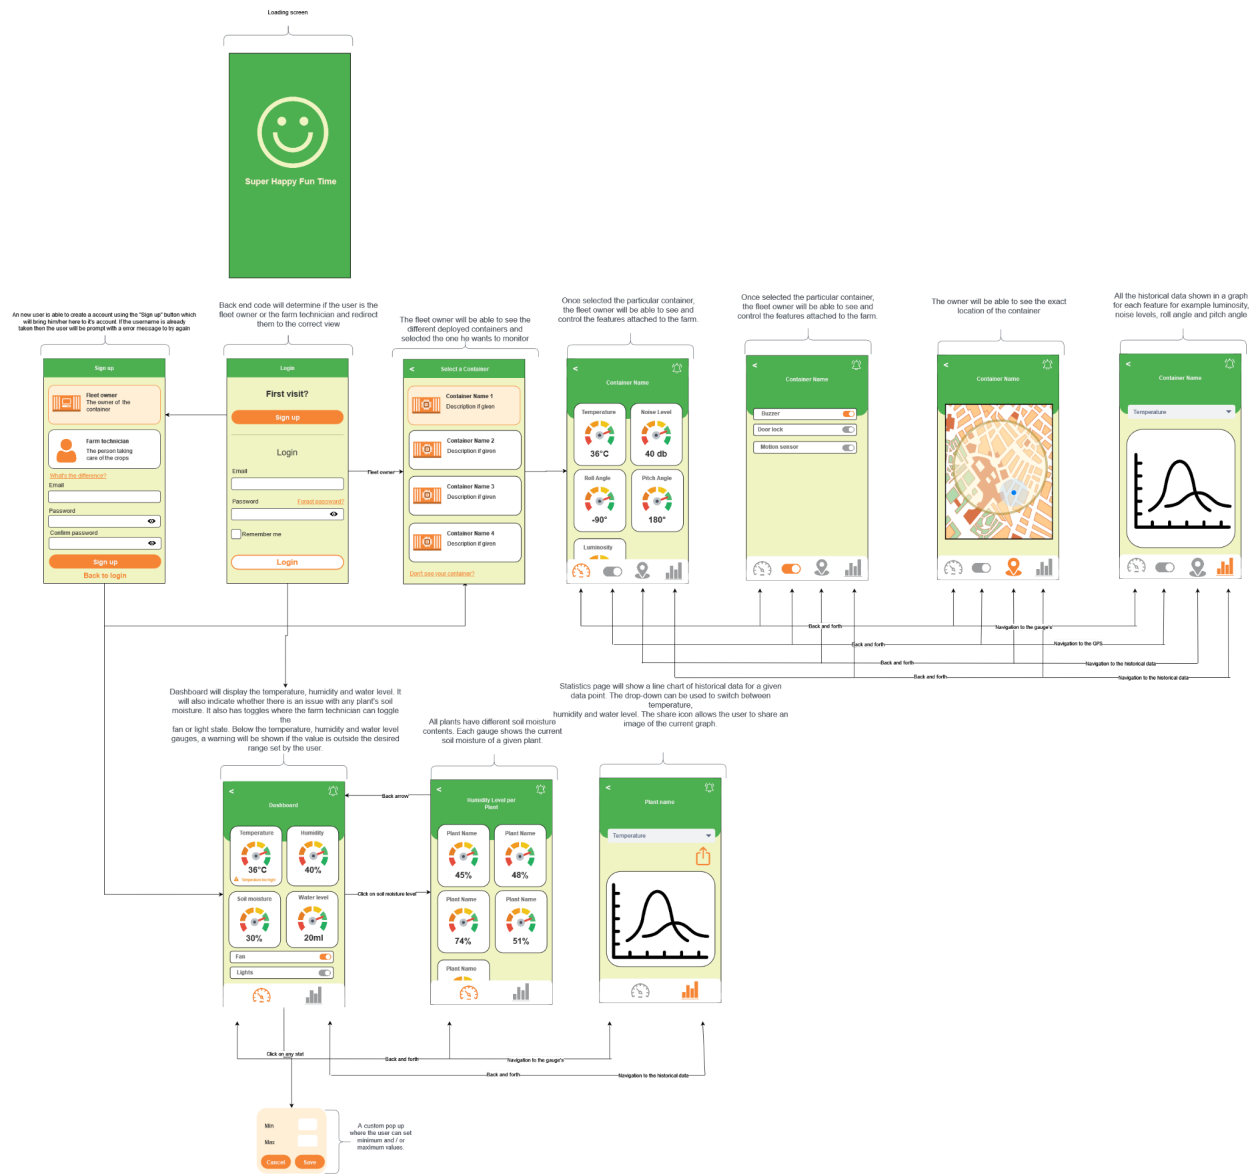 Loading screen
Super Happy Fun Time
An new user is able to create a account using the "Sign up" button which
will bring him/her here to it's account. If the username is already
taken then the user will be prompt with a error message to try again
Back end code will determine if the user is the
fleet owner or the farm technician and redirect
them to the correct view
The fleet owner will be able to see the
different deployed containers and
selected the one he wants to monitor
Once selected the particular container,
the fleet owner will be able to see and
control the features attached to the farm.
Once selected the particular container,
the fleet owner will be able to see and
control the features attached to the farm.
The owner will be able to see the exact
location of the container
All the historical data shown in a graph
for each feature for example luminosity,
noise levels, roll angle and pitch angle
Sign up
Fleet owner
The owner of the
container
Farm technician
The person taking
care of the crops
What's the difference?
Email
Password
Confirm password
Sign up
Back to login
Login
First visit?
Sign up
Login
Email
Password
Forgot password?
Remember me
Login
Fleet owner
<
Select a Container
Container Name 1
Description if given
Container Name 2
Description if given
Container Name 3
Description if given
Container Name 4
Description if given
Don't see your container?
<
Container Name
Temperature
36°C
Noise Level
40 db
Roll Angle
-90°
Pitch Angle
180°
Luminosity
<
Container Name
Buzzer
Door lock
Motion sensor
<
Container Name
<
Container Name
Temperature
Back and forth
Navigation to the gauge's
Back and forth
Navigation to the GPS
Back and forth
Navigation to the historical data
Back and forth
Navigation to the historical data
Dashboard will display the temperature, humidity and water level. It
will also indicate whether there is an issue with any plant's soil
moisture. It also has toggles where the farm technician can toggle
the
fan or light state. Below the temperature, humidity and water level
gauges, a warning will be shown if the value is outside the desired
range set by the user.
All plants have different soil moisture
contents. Each gauge shows the current
soil moisture of a given plant.
Statistics page will show a line chart of historical data for a given
data point. The drop-down can be used to switch between
temperature,
humidity and water level. The share icon allows the user to share an
image of the current graph.
<
Dashboard
Temperature
36°C
Humidity
40%
Soil moisture
30%
Water level
20ml
Fan
Lights
Back arrow
Click on soil moisture level
<
Humidity Level per
Plant
Plant Name
45%
Plant Name
48%
Plant Name
74%
Plant Name
51%
Plant Name
<
Plant name
Temperature
Click on any stat
Back and forth
Navigation to the gauge's
Back and forth
Navigation to the historical data
Min
Max
Cancel
Save
A custom pop up
where the user can set
minimum and / or
maximum values.